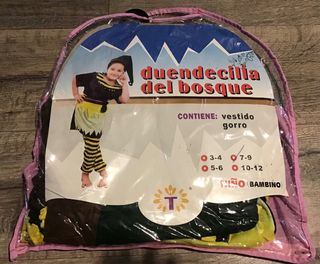 duendecilla
del bosque
CONTIENE: vestido
gorro
3-4 7-9
5-6 10-12
NIÑO BAMBINO
T